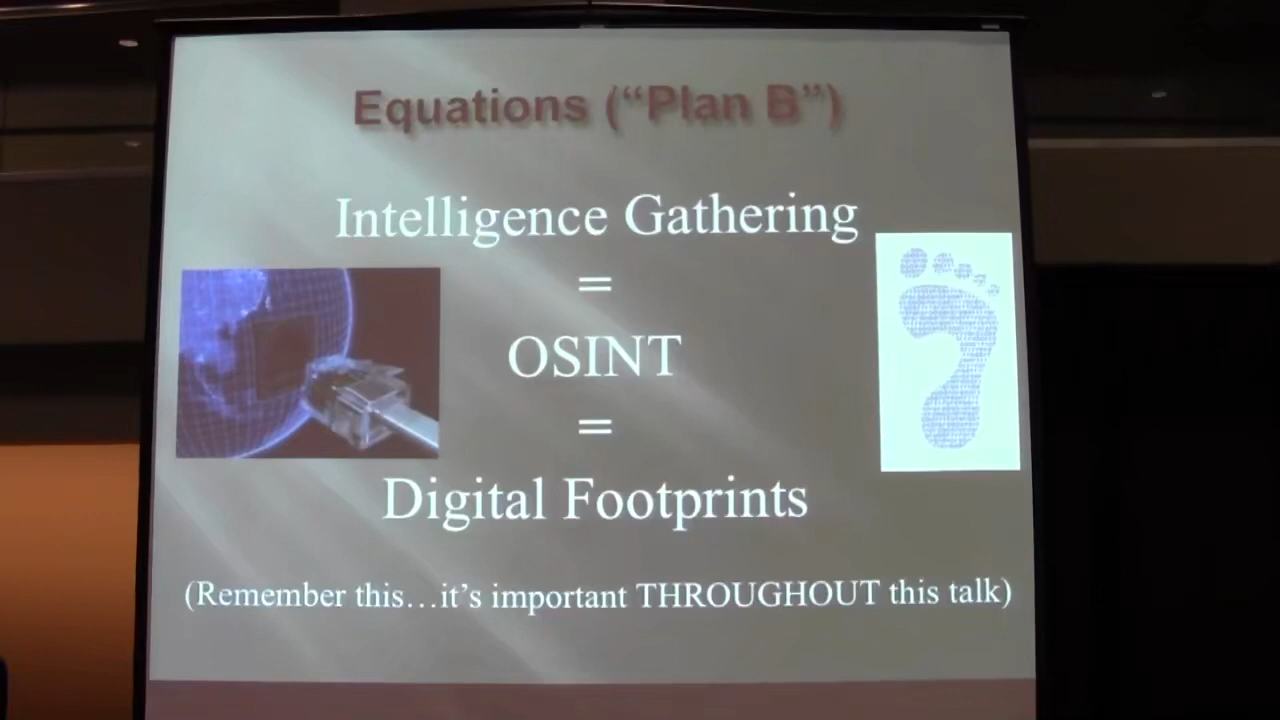 Equations (“Plan B”)
Intelligence Gathering
=
OSINT
=
Digital Footprints
(Remember this…it’s important THROUGHOUT this talk)